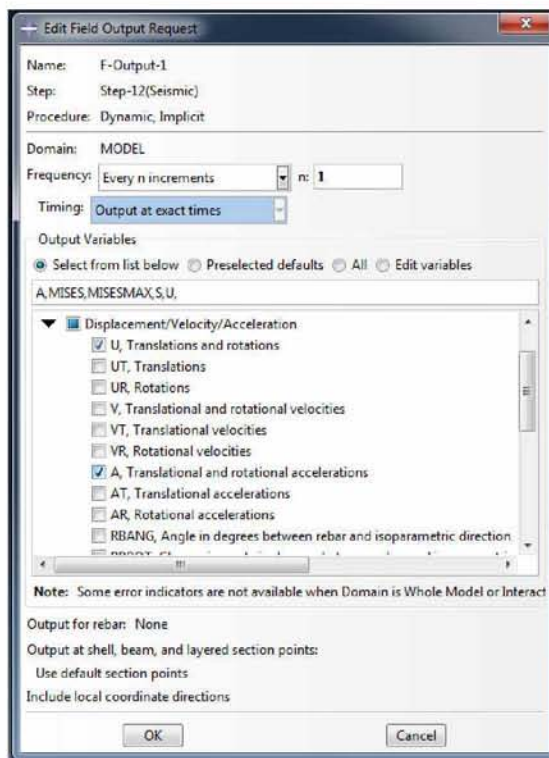 Edit Field Output Request
Name: F-Output-1
Step: Step-12(Seismic)
Procedure: Dynamic, Implicit
Domain: MODEL
Frequency: Every n increments n: 1
Timing: Output at exact times
Output Variables
Select from list below Preselected defaults All Edit variables
A,MISES,MISESMAX,S,U,
Displacement/Velocity/Acceleration
U, Translations and rotations
UT, Translations
UR, Rotations
V, Translational and rotational velocities
VT, Translational velocities
VR, Rotational velocities
A, Translational and rotational accelerations
AT, Translational accelerations
AR, Rotational accelerations
RBANG, Angle in degrees between rebar and isoparametric direction
Note: Some error indicators are not available when Domain is Whole Model or Interact
Output for rebar: None
Output at shell, beam, and layered section points:
Use default section points
Include local coordinate directions
OK Cancel